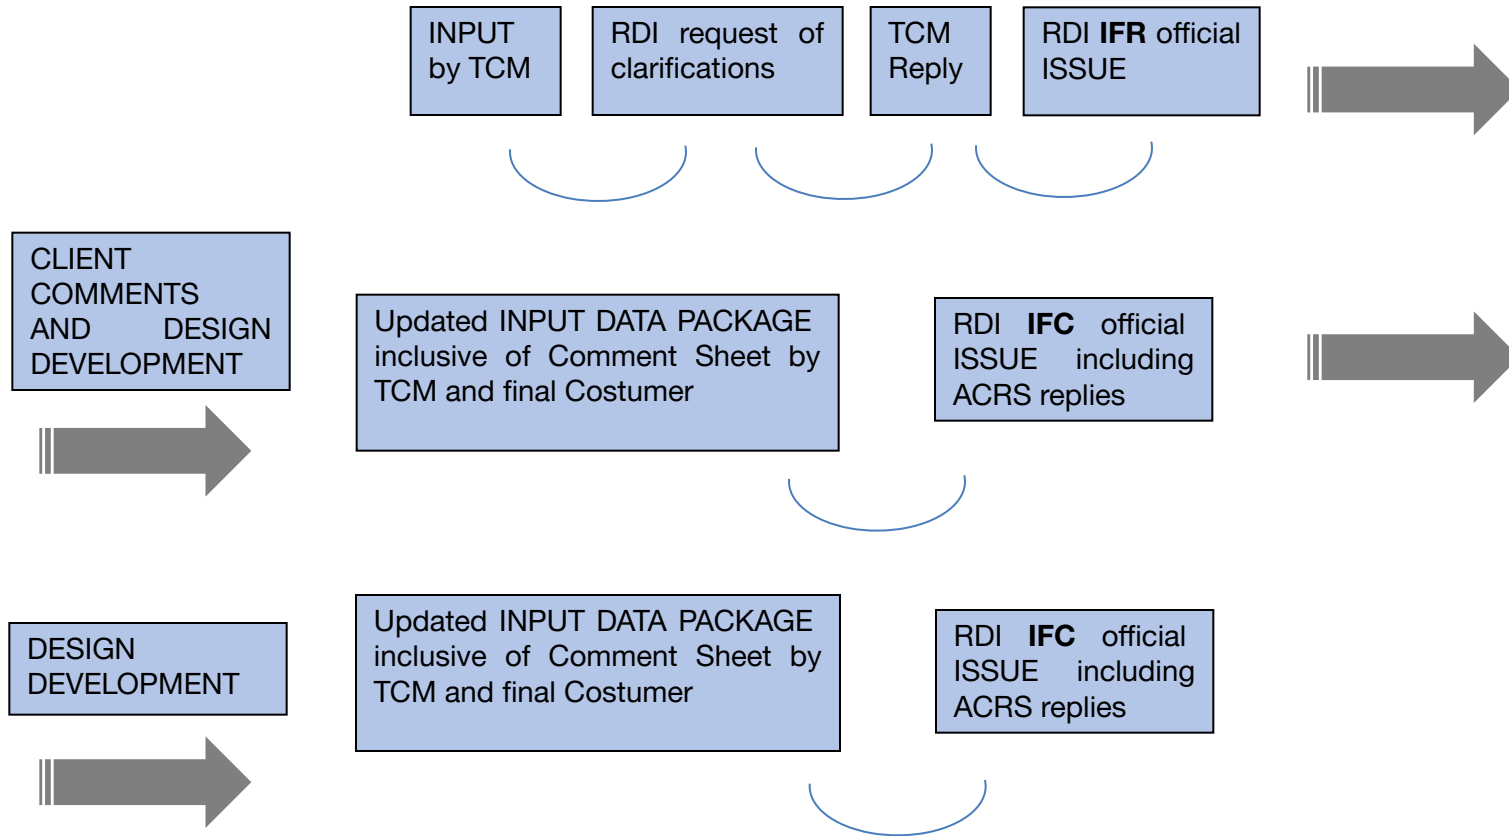 INPUT
by TCM
RDI request of
clarifications
TCM
Reply
RDI IFR official
ISSUE
CLIENT
COMMENTS
AND DESIGN
DEVELOPMENT
Updated INPUT DATA PACKAGE
inclusive of Comment Sheet by
TCM and final Costumer
RDI IFC official
ISSUE including
ACRS replies
DESIGN
DEVELOPMENT
Updated INPUT DATA PACKAGE
inclusive of Comment Sheet by
TCM and final Costumer
RDI IFC official
ISSUE including
ACRS replies